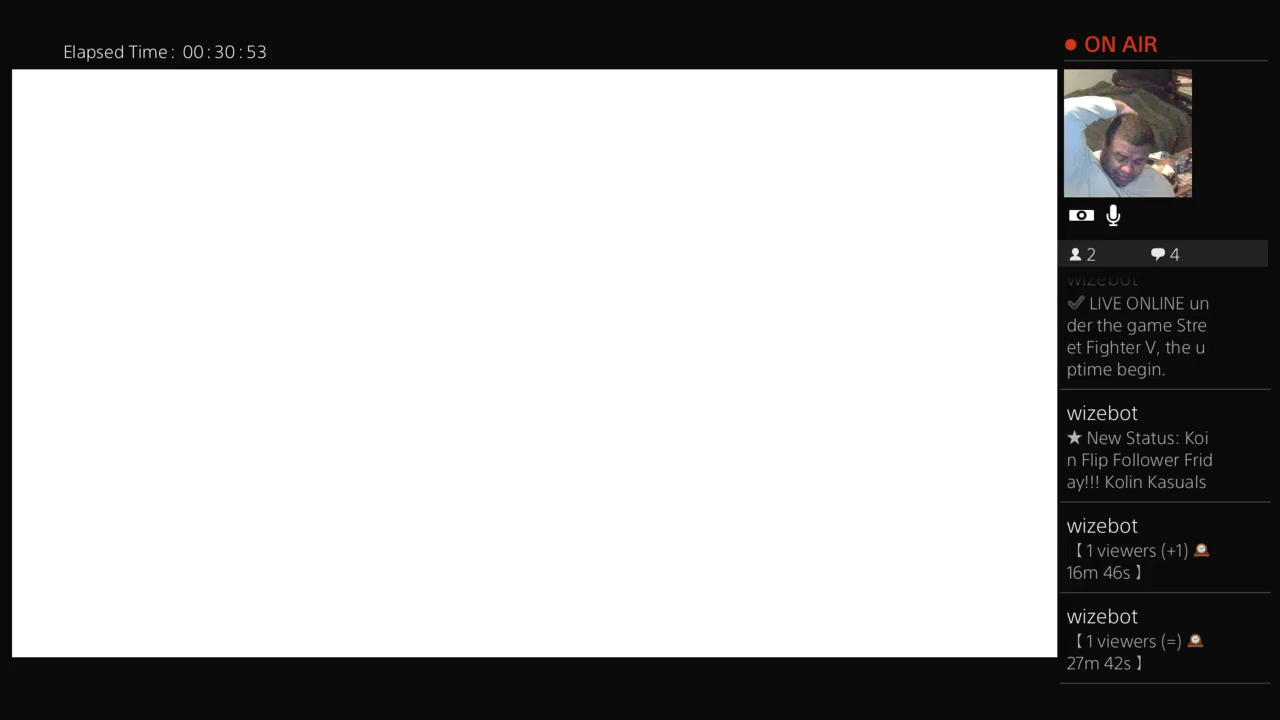 Elapsed Time: 00:30:53
ON AIR
2 4
wizebot
✔ LIVE ONLINE un
der the game Stre
et Fighter V, the u
ptime begin.
wizebot
★ New Status: Koi
n Flip Follower Frid
ay!!! Kolin Kasuals
wizebot
【1 viewers (+1) 🕰
16m 46s 】
wizebot
【1 viewers (=) 🕰
27m 42s 】